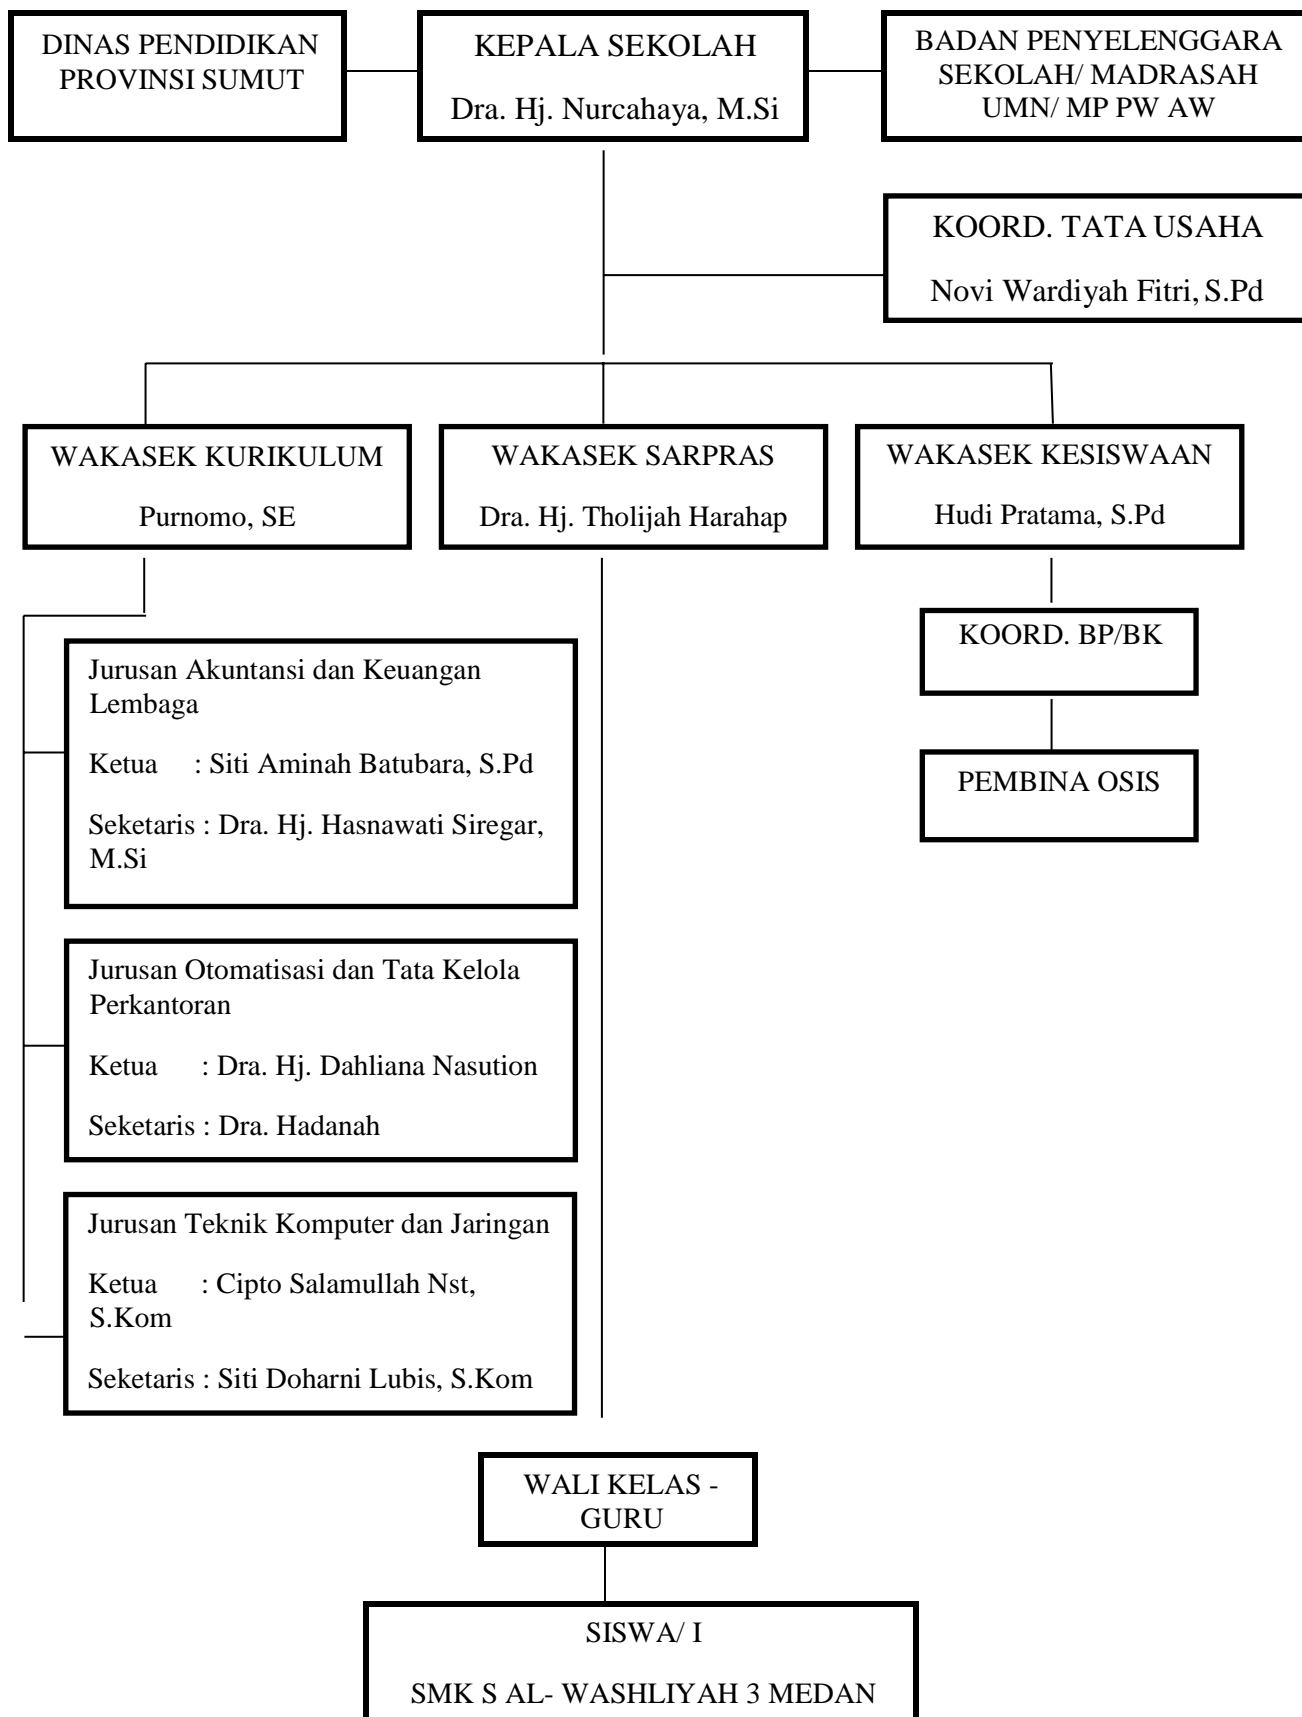 DINAS PENDIDIKAN
PROVINSI SUMUT
KEPALA SEKOLAH
Dra. Hj. Nurcahaya, M.Si
BADAN PENYELENGGARA
SEKOLAH/ MADRASAH
UMN/ MP PW AW
KOORD. TATA USAHA
Novi Wardiyah Fitri, S.Pd
WAKASEK KURIKULUM
Purnomo, SE
WAKASEK SARPRAS
Dra. Hj. Tholijah Harahap
WAKASEK KESISWAAN
Hudi Pratama, S.Pd
KOORD. BP/BK
PEMBINA OSIS
Jurusan Akuntansi dan Keuangan
Lembaga
Ketua : Siti Aminah Batubara, S.Pd
Seketaris : Dra. Hj. Hasnawati Siregar,
M.Si
Jurusan Otomatisasi dan Tata Kelola
Perkantoran
Ketua : Dra. Hj. Dahliana Nasution
Seketaris : Dra. Hadanah
Jurusan Teknik Komputer dan Jaringan
Ketua : Cipto Salamullah Nst,
S.Kom
Seketaris : Siti Doharni Lubis, S.Kom
WALI KELAS -
GURU
SISWA/ I
SMK S AL- WASHLIYAH 3 MEDAN